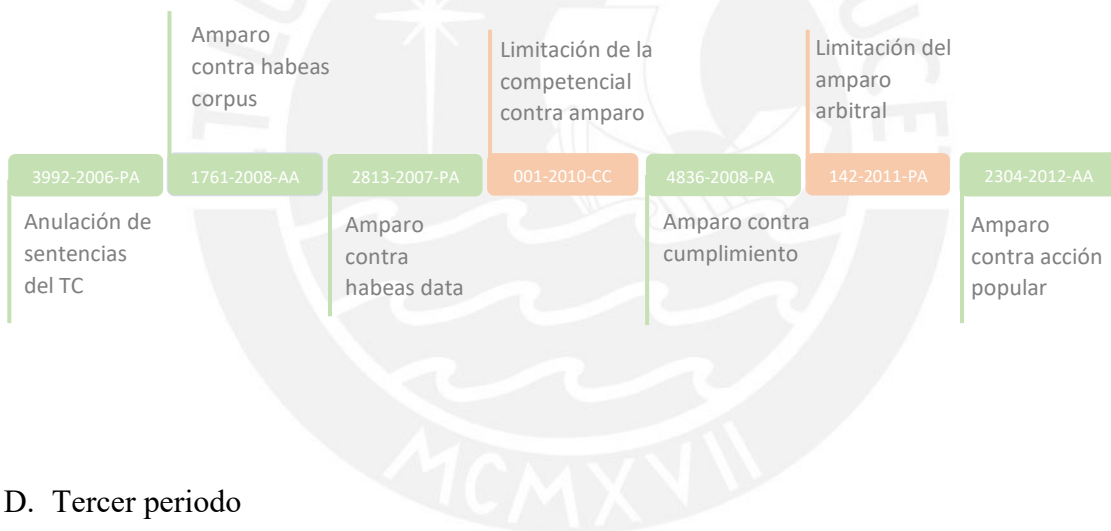 Amparo
contra habeas
corpus
Limitación de la
competencial
contra amparo
Limitación del
amparo
arbitral
3992-2006-PA
1761-2008-AA
2813-2007-PA
001-2010-CC
4836-2008-PA
142-2011-PA
2304-2012-AA
Anulación de
sentencias
del TC
Amparo
contra
habeas data
Amparo contra
cumplimiento
Amparo
contra acción
popular
MCMXVII
D. Tercer periodo